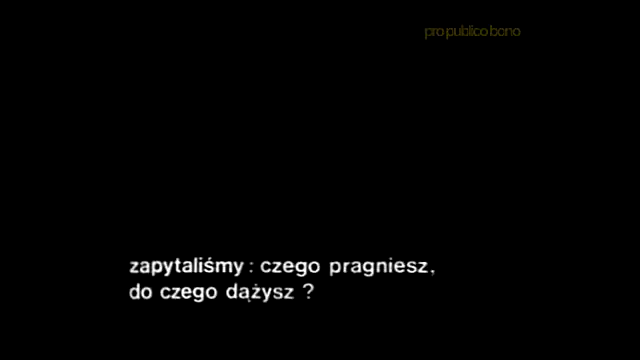 pro publico bono
zapytaliśmy: czego pragniesz,
do czego dążysz ?